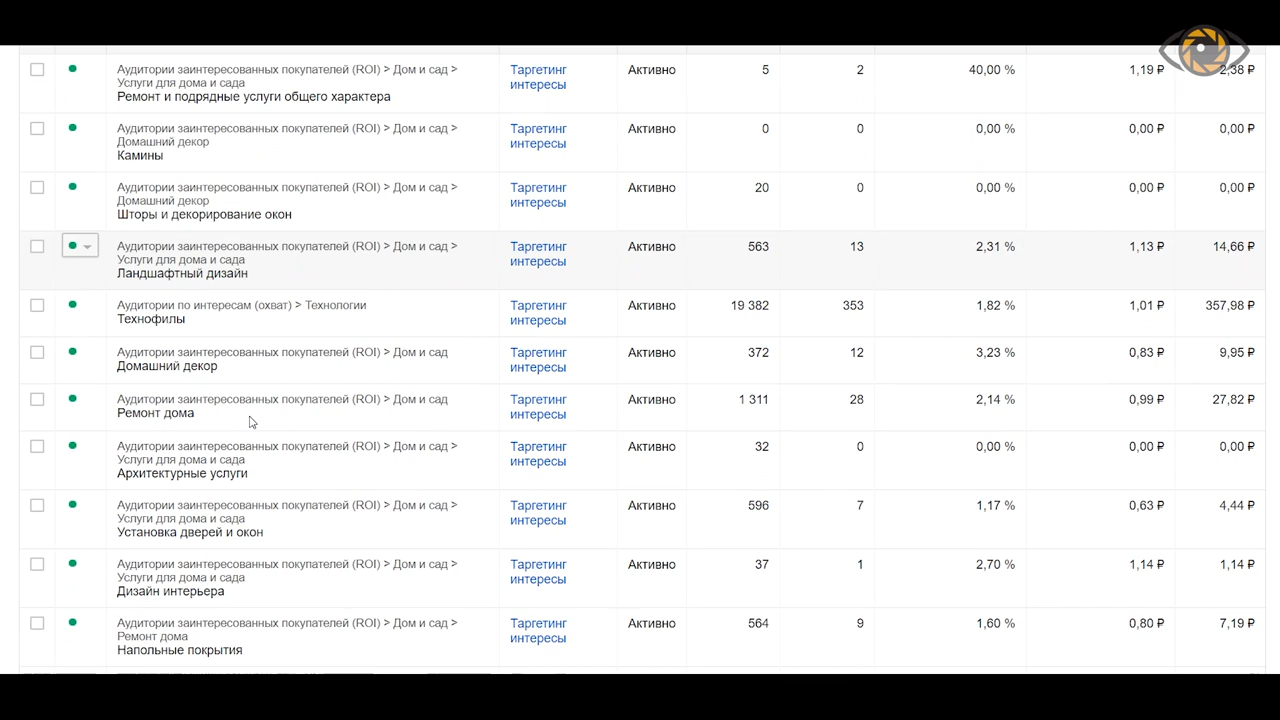 Аудитории заинтересованных покупателей (ROI) > Дом и сад > Таргетинг Активно 5 2 40,00 % 1,19 ₽ 2,38 ₽
Услуги для дома и сада интересы
Ремонт и подрядные услуги общего характера
Аудитории заинтересованных покупателей (ROI) > Дом и сад > Таргетинг Активно 0 0 0,00 % 0,00 ₽ 0,00 ₽
Домашний декор интересы
Камины
Аудитории заинтересованных покупателей (ROI) > Дом и сад > Таргетинг Активно 20 0 0,00 % 0,00 ₽ 0,00 ₽
Домашний декор интересы
Шторы и декорирование окон
Аудитории заинтересованных покупателей (ROI) > Дом и сад > Таргетинг Активно 563 13 2,31 % 1,13 ₽ 14,66 ₽
Услуги для дома и сада интересы
Ландшафтный дизайн
Аудитории по интересам (охват) > Технологии Таргетинг Активно 19 382 353 1,82 % 1,01 ₽ 357,98 ₽
Технофилы интересы
Аудитории заинтересованных покупателей (ROI) > Дом и сад Таргетинг Активно 372 12 3,23 % 0,83 ₽ 9,95 ₽
Домашний декор интересы
Аудитории заинтересованных покупателей (ROI) > Дом и сад Таргетинг Активно 1 311 28 2,14 % 0,99 ₽ 27,82 ₽
Ремонт дома интересы
Аудитории заинтересованных покупателей (ROI) > Дом и сад > Таргетинг Активно 32 0 0,00 % 0,00 ₽ 0,00 ₽
Услуги для дома и сада интересы
Архитектурные услуги
Аудитории заинтересованных покупателей (ROI) > Дом и сад > Таргетинг Активно 596 7 1,17 % 0,63 ₽ 4,44 ₽
Услуги для дома и сада интересы
Установка дверей и окон
Аудитории заинтересованных покупателей (ROI) > Дом и сад > Таргетинг Активно 37 1 2,70 % 1,14 ₽ 1,14 ₽
Услуги для дома и сада интересы
Дизайн интерьера
Аудитории заинтересованных покупателей (ROI) > Дом и сад > Таргетинг Активно 564 9 1,60 % 0,80 ₽ 7,19 ₽
Ремонт дома интересы
Напольные покрытия